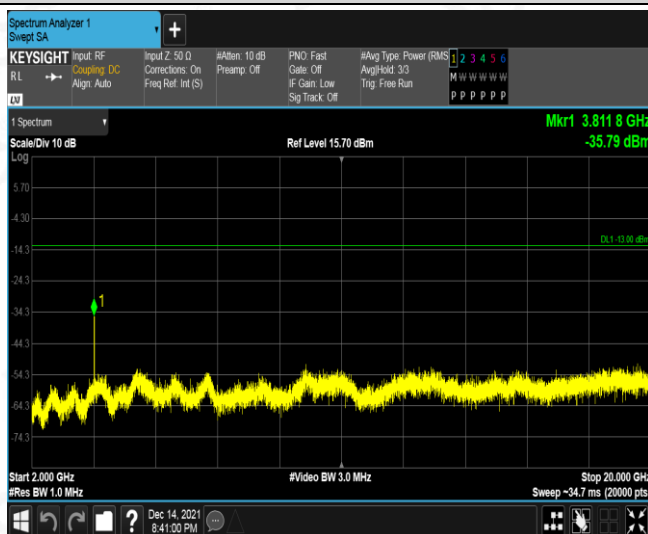 Spectrum Analyzer 1
Swept SA
+
KEYSIGHT
RL
LXI
Input: RF
Coupling: DC
Align: Auto
Input Z: 50 Ω
Corrections: On
Freq Ref: Int (S)
#Atten: 10 dB
Preamp: Off
PNO: Fast
Gate: Off
IF Gain: Low
Sig Track: Off
#Avg Type: Power (RMS
Avg|Hold: 3/3
Trig: Free Run
1 2 3 4 5 6
M W W W W W
P P P P P P
1 Spectrum
Scale/Div 10 dB
Log
Ref Level 15.70 dBm
Mkr1 3.811 8 GHz
-35.79 dBm
5.70
-4.30
DL1 -13.00 dBm
-14.3
-24.3
1
-34.3
-44.3
-54.3
-64.3
-74.3
Start 2.000 GHz
#Res BW 1.0 MHz
#Video BW 3.0 MHz
Stop 20.000 GHz
Sweep ~34.7 ms (20000 pts)
?
Dec 14, 2021
8:41:00 PM